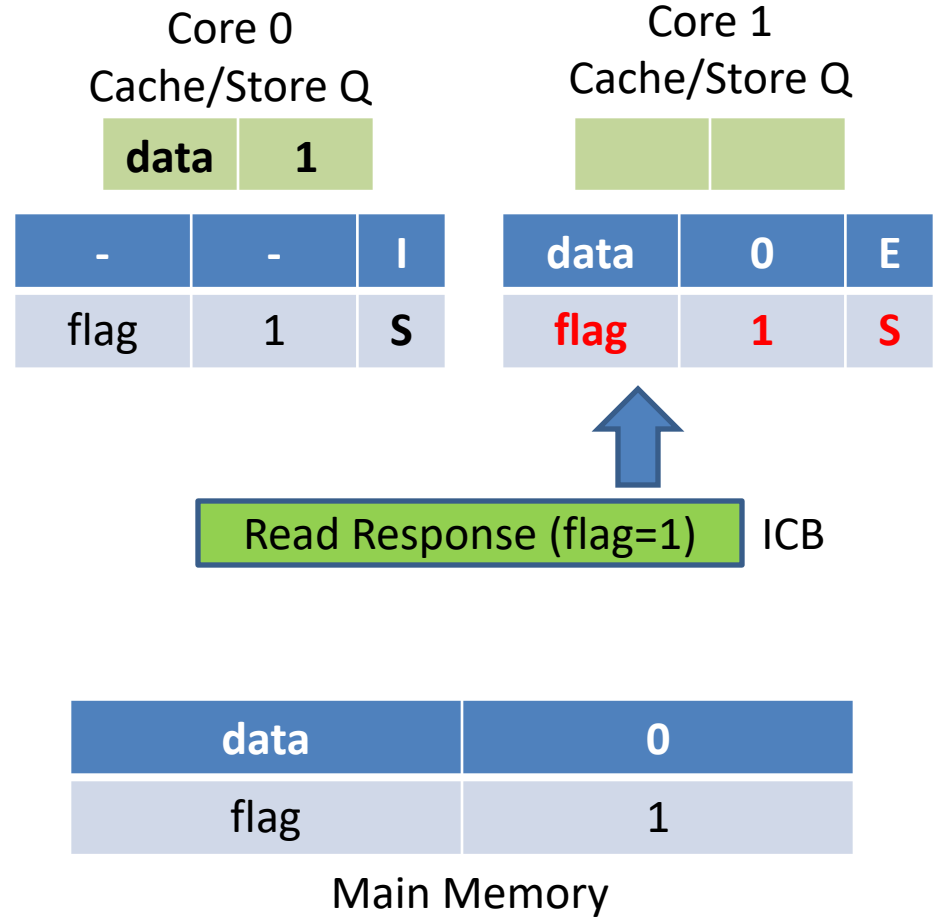 Core 0
Cache/Store Q
data 1
- - I
flag 1 S
Core 1
Cache/Store Q
data 0 E
flag 1 S
Read Response (flag=1) ICB
data 0
flag 1
Main Memory